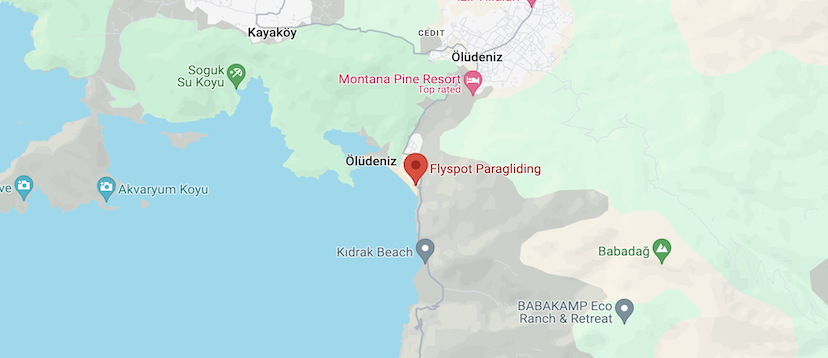 Kayaköy
CEDIT
Ölüdeniz
Soguk
Su Koyu
Montana Pine Resort
Top rated
Ölüdeniz
Flyspot Paragliding
ve
Akvaryum Koyu
Kıdrak Beach
Babadağ
BABAKAMP Eco
Ranch & Retreat